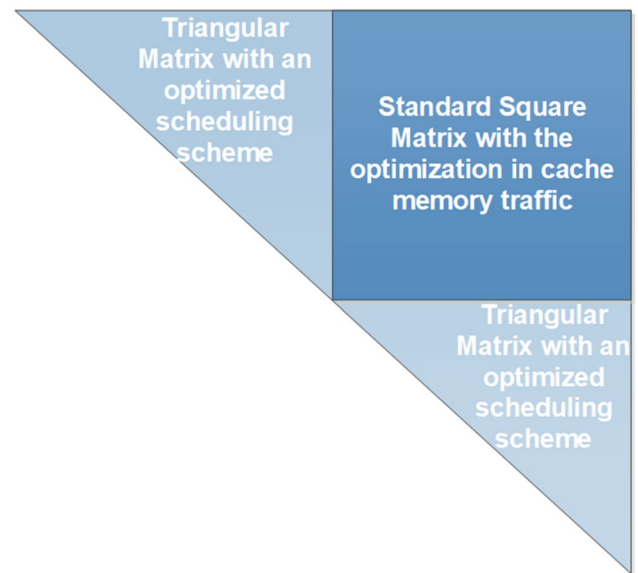 Triangular
Matrix with an
optimized
scheduling
scheme
Standard Square
Matrix with the
optimization in cache
memory traffic
Triangular
Matrix with an
optimized
scheduling
scheme